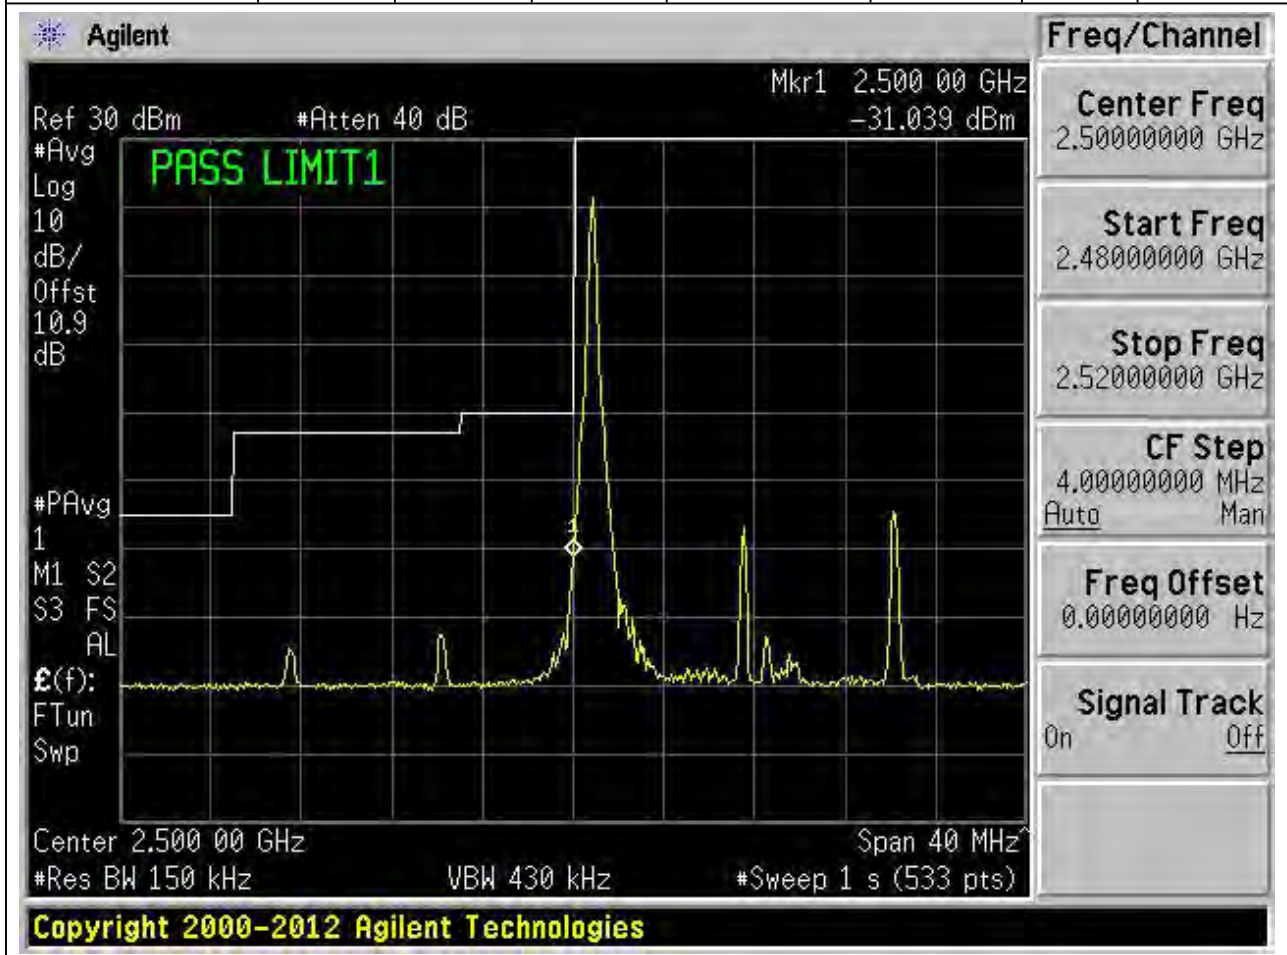 Agilent
Freq/Channel
Mkr1 2.500 00 GHz
Ref 30 dBm #Atten 40 dB -31.039 dBm
#Avg
Log
10
dB/
Offst
10.9
dB
PASS LIMIT1
#PAvg
1
M1 S2
S3 FS
AL
£(f):
FTun
Swp
1
Center 2.500 00 GHz Span 40 MHz^
#Res BW 150 kHz VBW 430 kHz #Sweep 1 s (533 pts)
Center Freq
2.50000000 GHz
Start Freq
2.48000000 GHz
Stop Freq
2.52000000 GHz
CF Step
4.00000000 MHz
Auto Man
Freq Offset
0.00000000 Hz
Signal Track
On Off
Copyright 2000-2012 Agilent Technologies